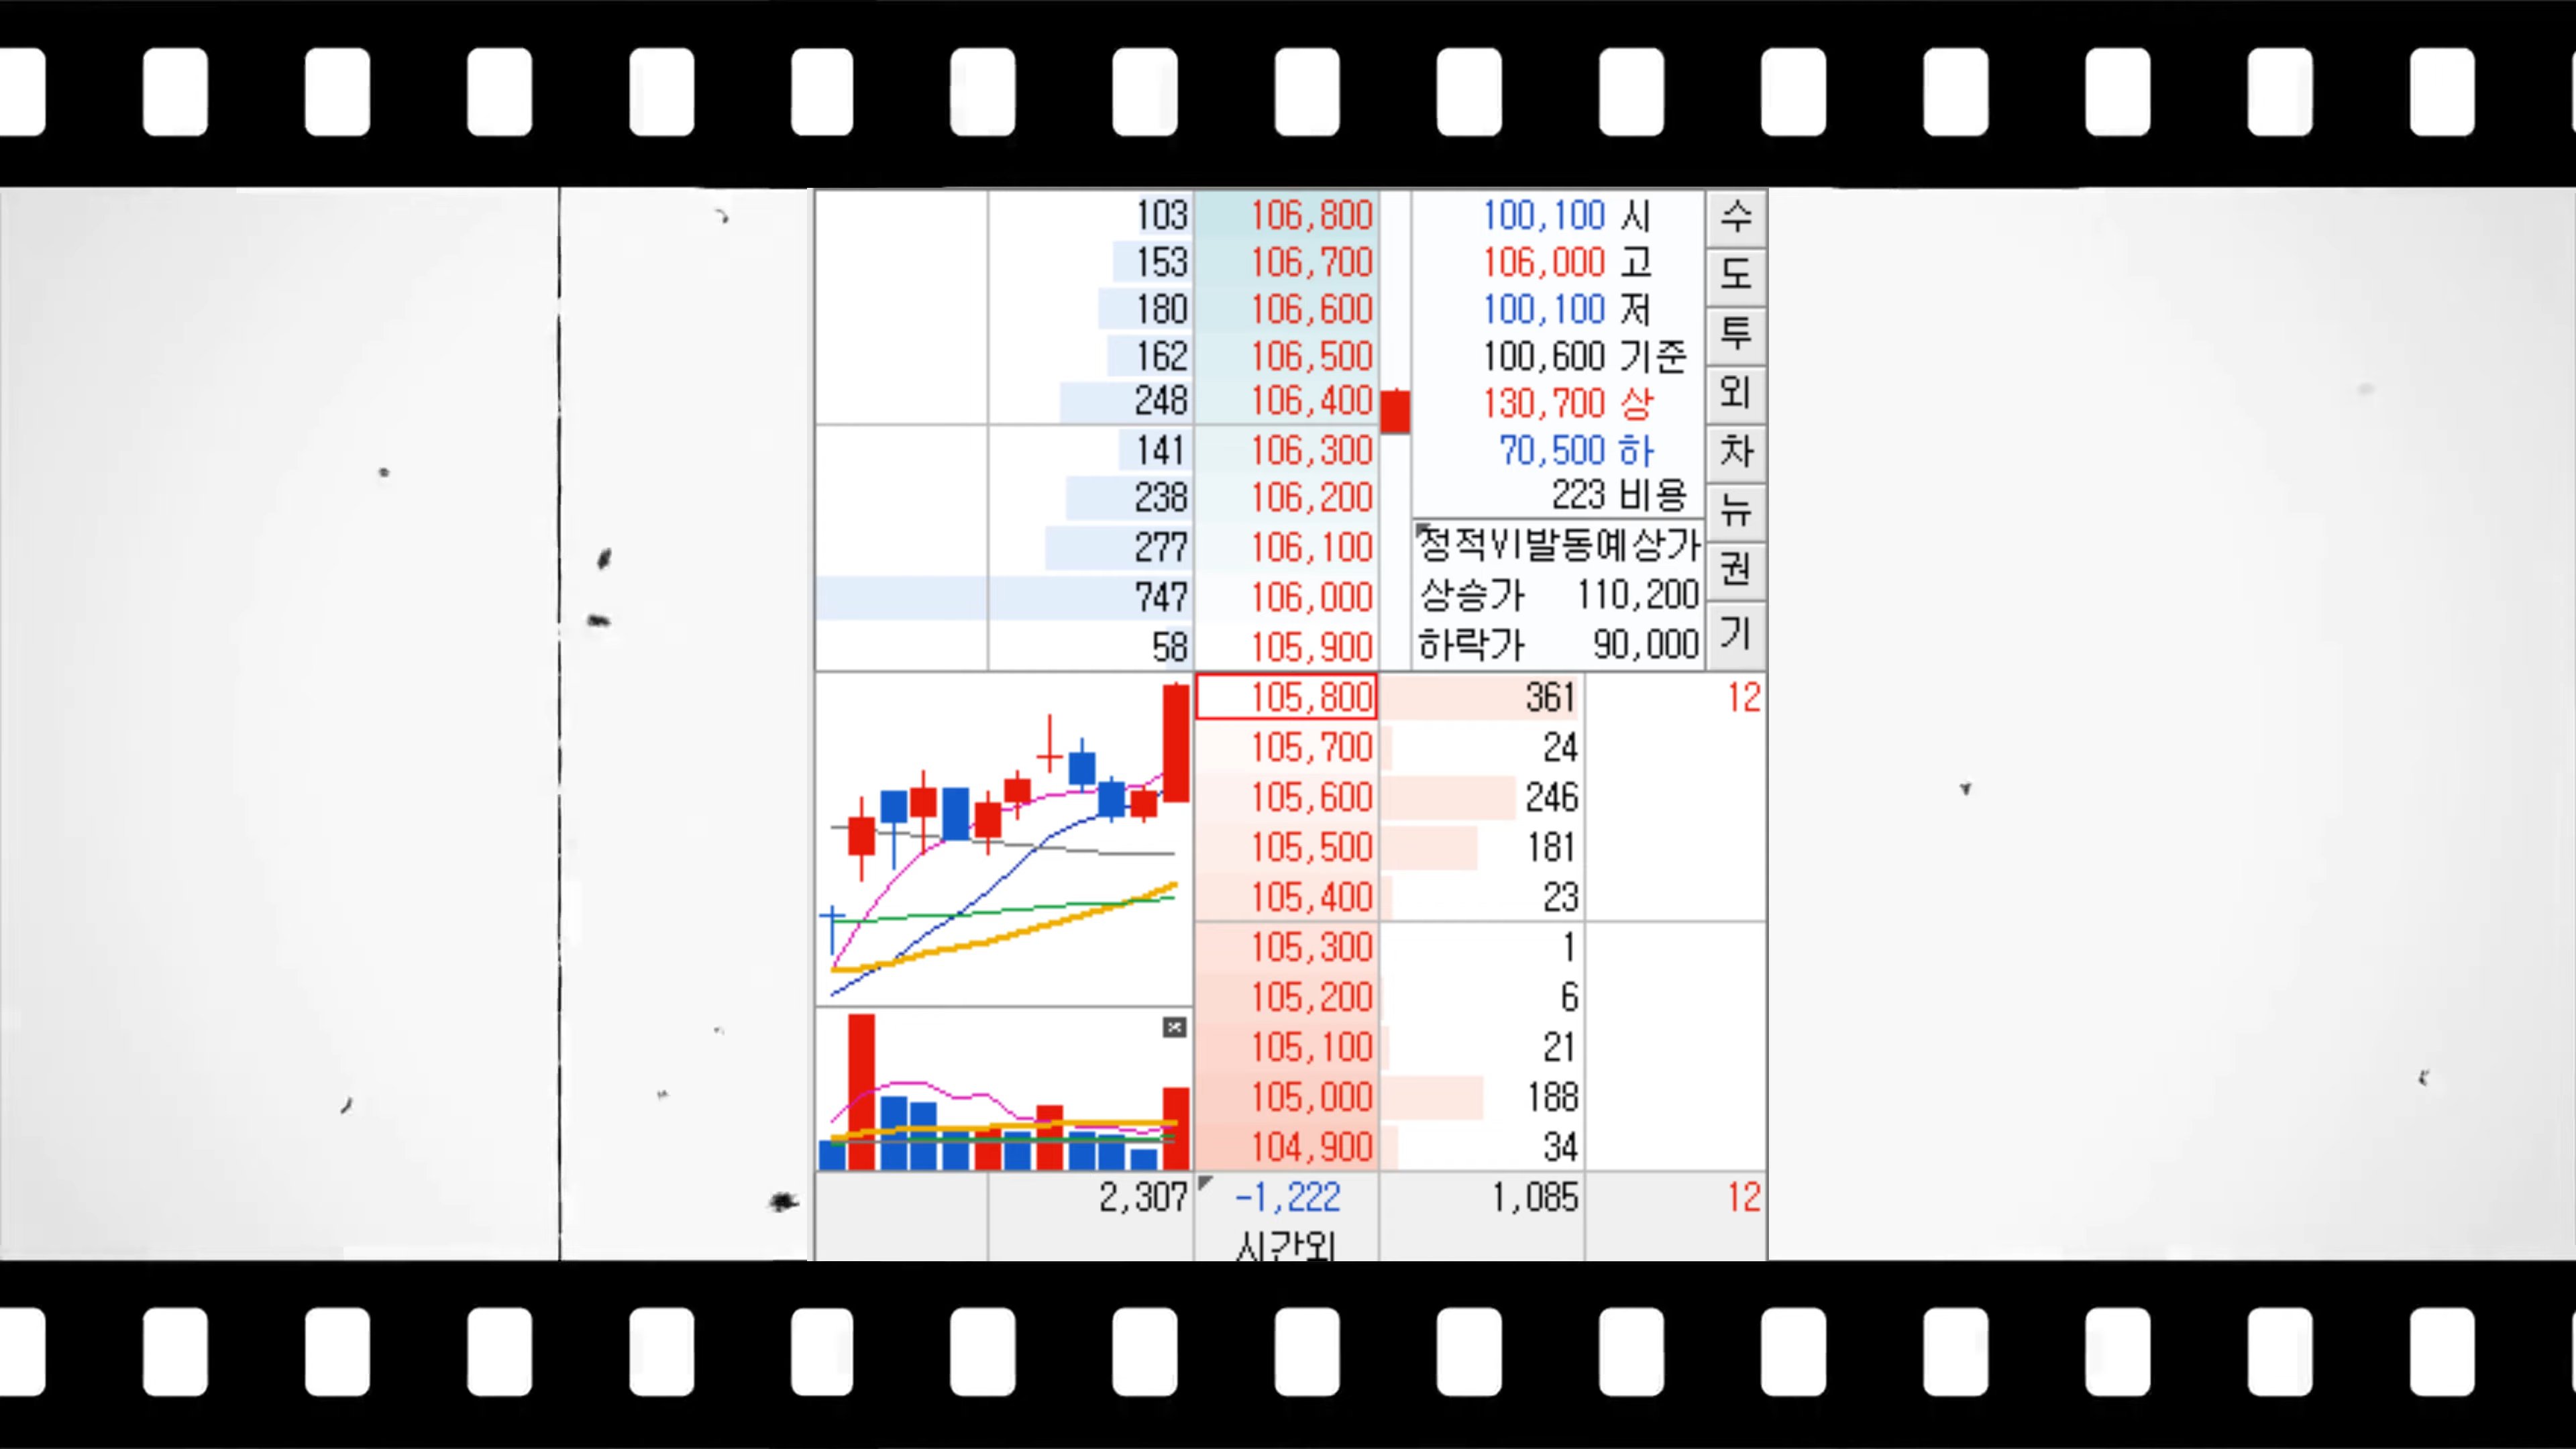 103 106,800 100,100 시 수
153 106,700 106,000 고 도
180 106,600 100,100 저
162 106,500 100,600 기준 투
248 106,400 130,700 상 외
141 106,300 70,500 하 차
238 106,200 223 비용 뉴
277 106,100 정적VI발동예상가 권
747 106,000 상승가 110,200
58 105,900 하락가 90,000 기
105,800 361 12
105,700 24
105,600 246
105,500 181
105,400 23
105,300 1
105,200 6
105,100 21
105,000 188
104,900 34
2,307 -1,222 1,085 12
시간외